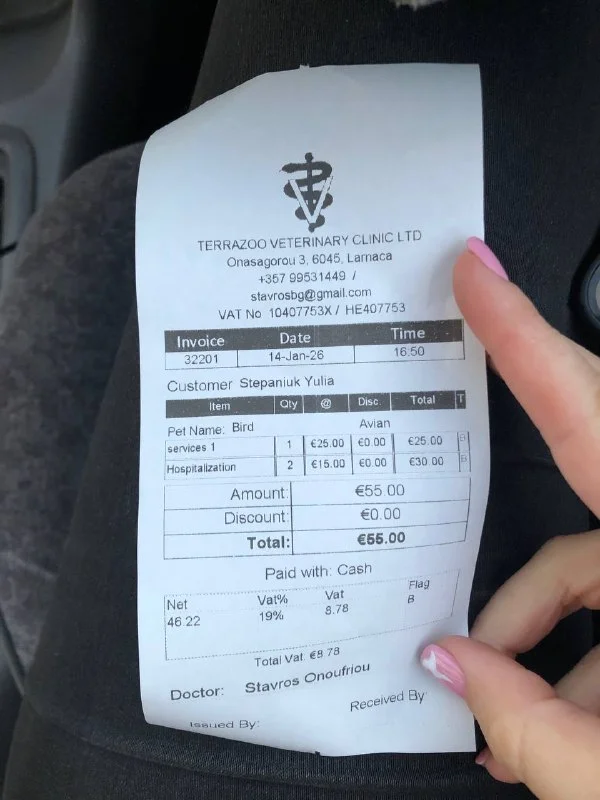 TERRAZOO VETERINARY CLINIC LTD
Onasagorou 3, 6045, Larnaca
+357 99531449 /
stavrosbg@gmail.com
VAT No 10407753X / HE407753
Invoice Date Time
32201 14-Jan-26 16:50
Customer Stepaniuk Yulia
Item Qty @ Disc. Total T
Pet Name: Bird Avian
services 1 1 €25.00 €0.00 €25.00 B
Hospitalization 2 €15.00 €0.00 €30.00 B
Amount: €55.00
Discount: €0.00
Total: €55.00
Paid with: Cash
Net Vat% Vat Flag
46.22 19% 8.78 B
Total Vat: €8.78
Doctor: Stavros Onoufriou
Issued By: Received By: